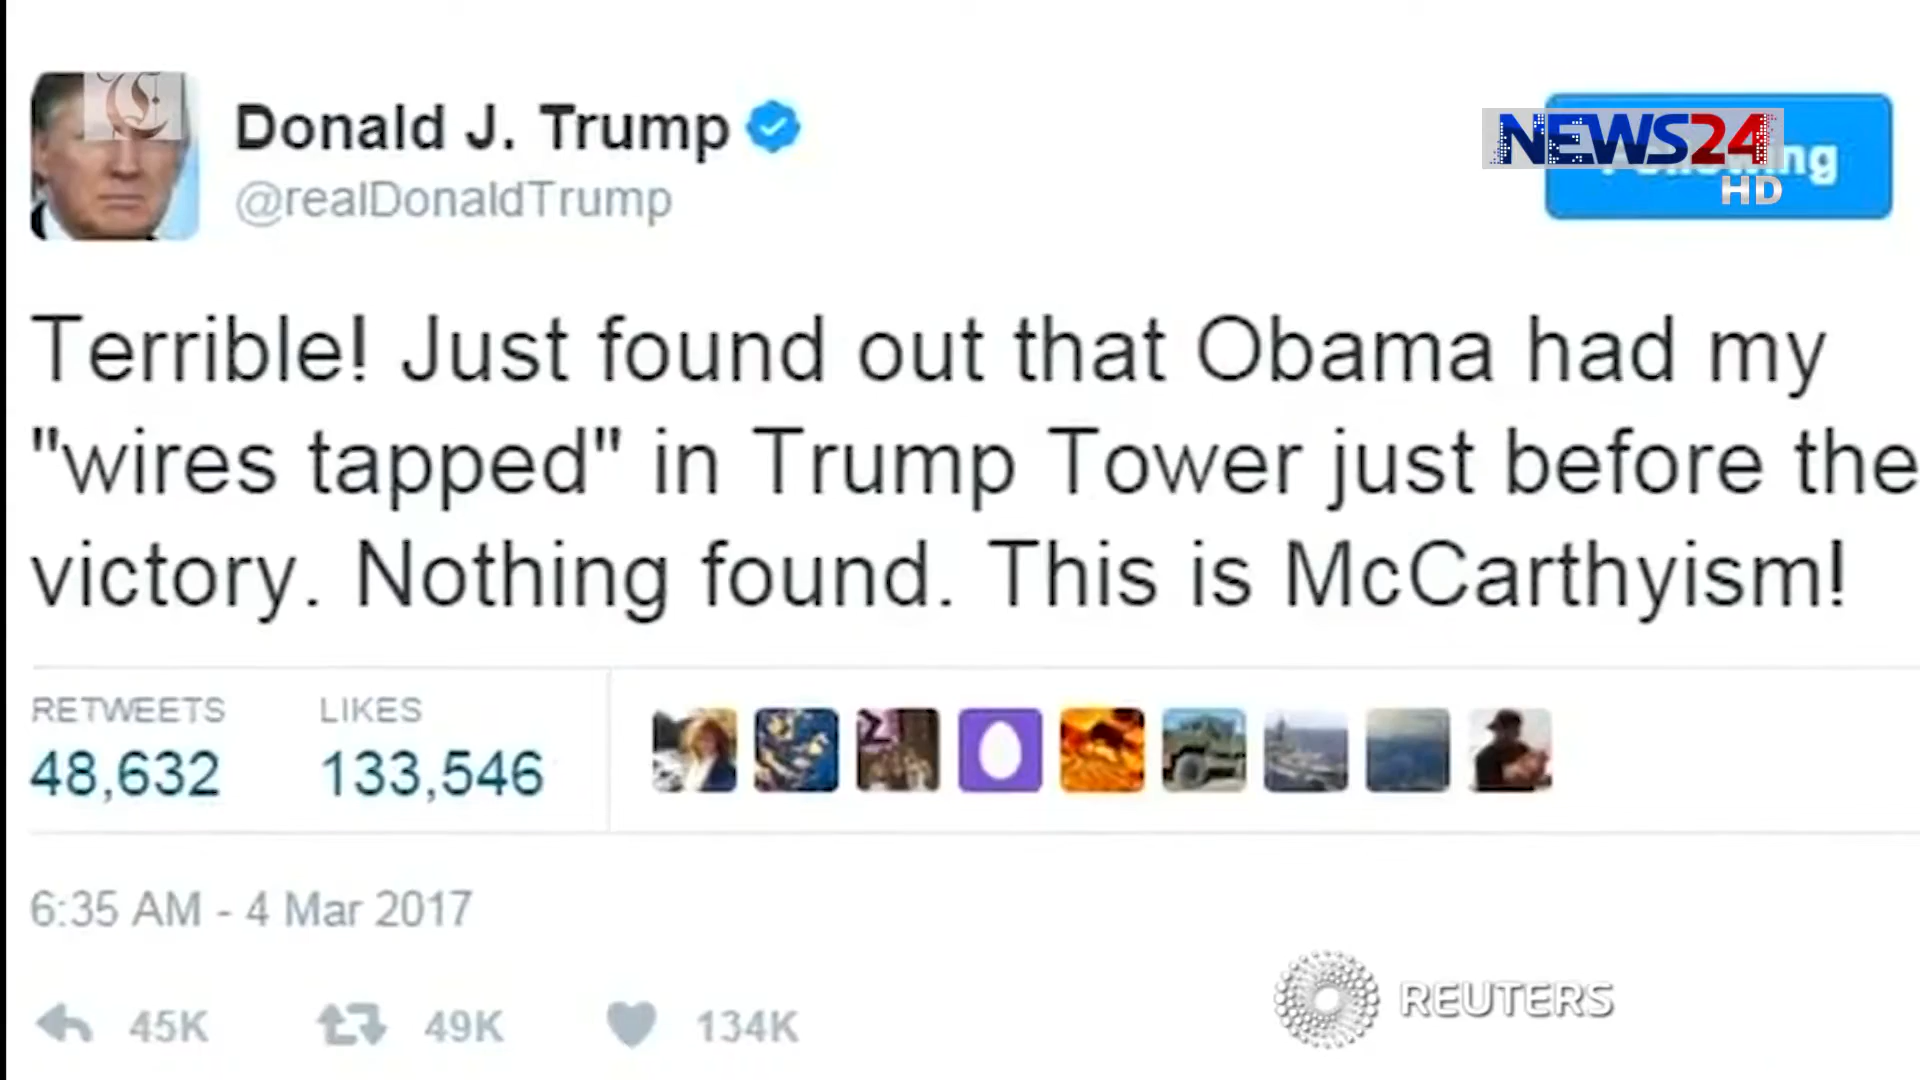 Donald J. Trump
@realDonaldTrump
NEWS24
HD
Terrible! Just found out that Obama had my
"wires tapped" in Trump Tower just before the
victory. Nothing found. This is McCarthyism!
RETWEETS LIKES
48,632 133,546
6:35 AM - 4 Mar 2017
REUTERS
45K 49K 134K